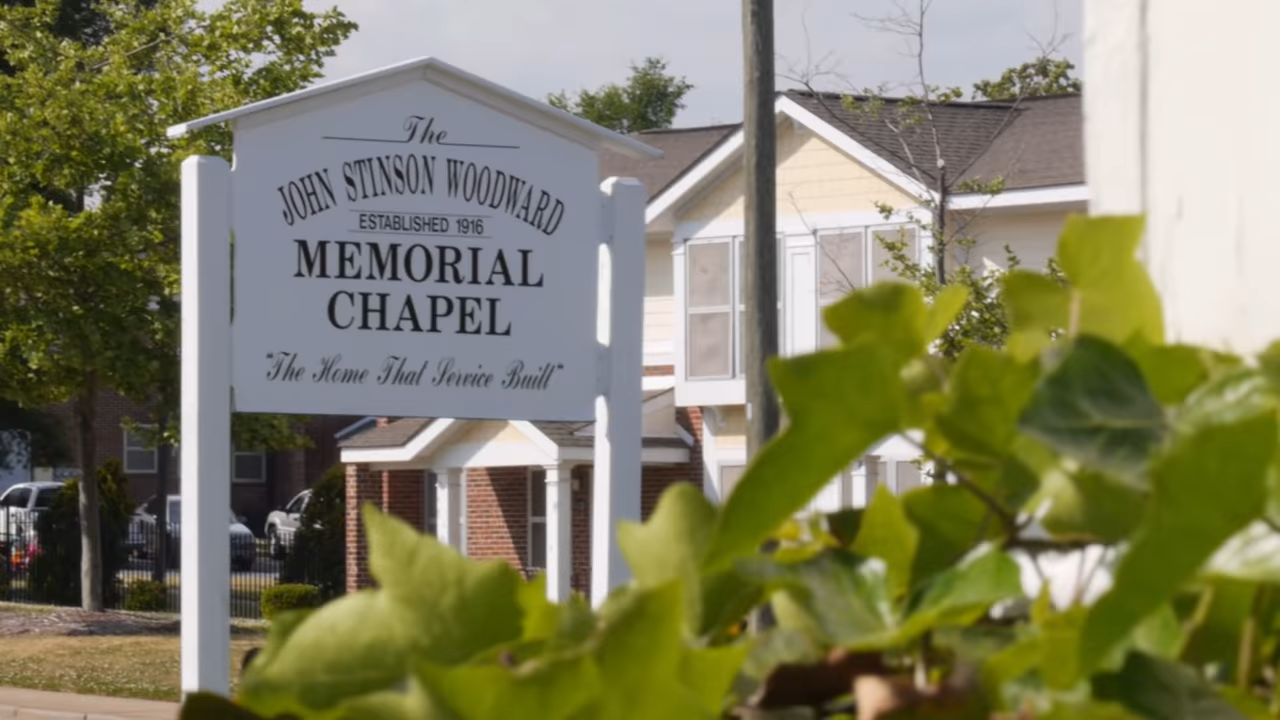 The
JOHN STINSON WOODWARD
ESTABLISHED 1916
MEMORIAL
CHAPEL
"The Home That Service Built"